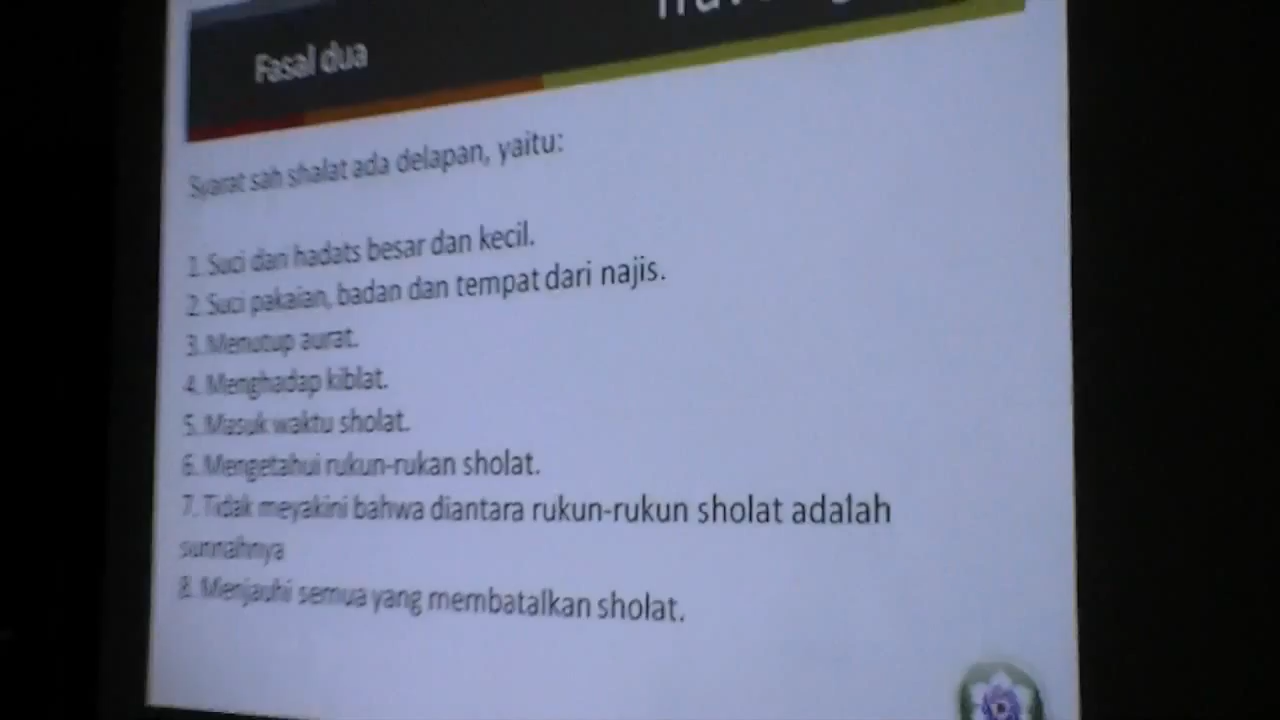 Fasal dua
Syarat sah shalat ada delapan, yaitu:
1. Suci dari hadats besar dan kecil.
2. Suci pakaian, badan dan tempat dari najis.
3. Menutup aurat.
4. Menghadap kiblat.
5. Masuk waktu sholat.
6. Mengetahui rukun-rukan sholat.
7. Tidak meyakini bahwa diantara rukun-rukun sholat adalah
sunnahnya
8. Menjauhi semua yang membatalkan sholat.